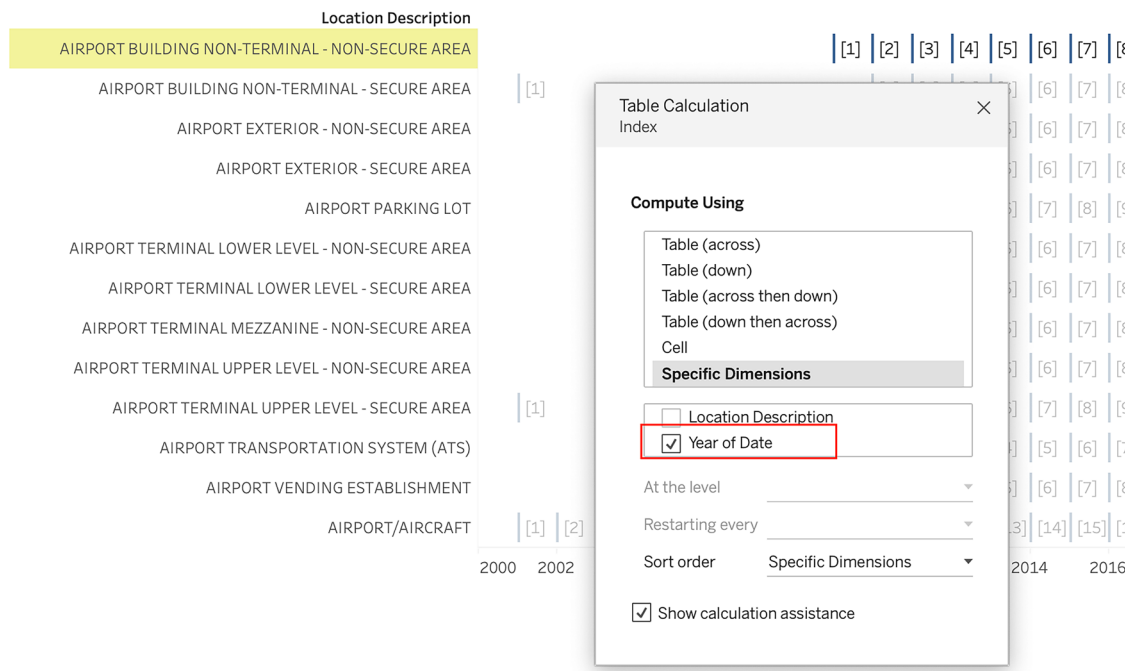 Location Description
AIRPORT BUILDING NON-TERMINAL - NON-SECURE AREA [1] [2] [3] [4] [5] [6] [7]
AIRPORT BUILDING NON-TERMINAL - SECURE AREA [1] [6] [7]
AIRPORT EXTERIOR - NON-SECURE AREA [6] [7]
AIRPORT EXTERIOR - SECURE AREA [6] [7]
AIRPORT PARKING LOT [7] [8]
AIRPORT TERMINAL LOWER LEVEL - NON-SECURE AREA [6] [7]
AIRPORT TERMINAL LOWER LEVEL - SECURE AREA [6] [7]
AIRPORT TERMINAL MEZZANINE - NON-SECURE AREA [6] [7]
AIRPORT TERMINAL UPPER LEVEL - NON-SECURE AREA [6] [7]
AIRPORT TERMINAL UPPER LEVEL - SECURE AREA [1] [7] [8]
AIRPORT TRANSPORTATION SYSTEM (ATS) [5] [6]
AIRPORT VENDING ESTABLISHMENT [6] [7]
AIRPORT/AIRCRAFT [1] [2] [14] [15]
2000 2002 2014 2016
Table Calculation
Index
Compute Using
Table (across)
Table (down)
Table (across then down)
Table (down then across)
Cell
Specific Dimensions
Location Description
Year of Date
At the level
Restarting every
Sort order Specific Dimensions
Show calculation assistance